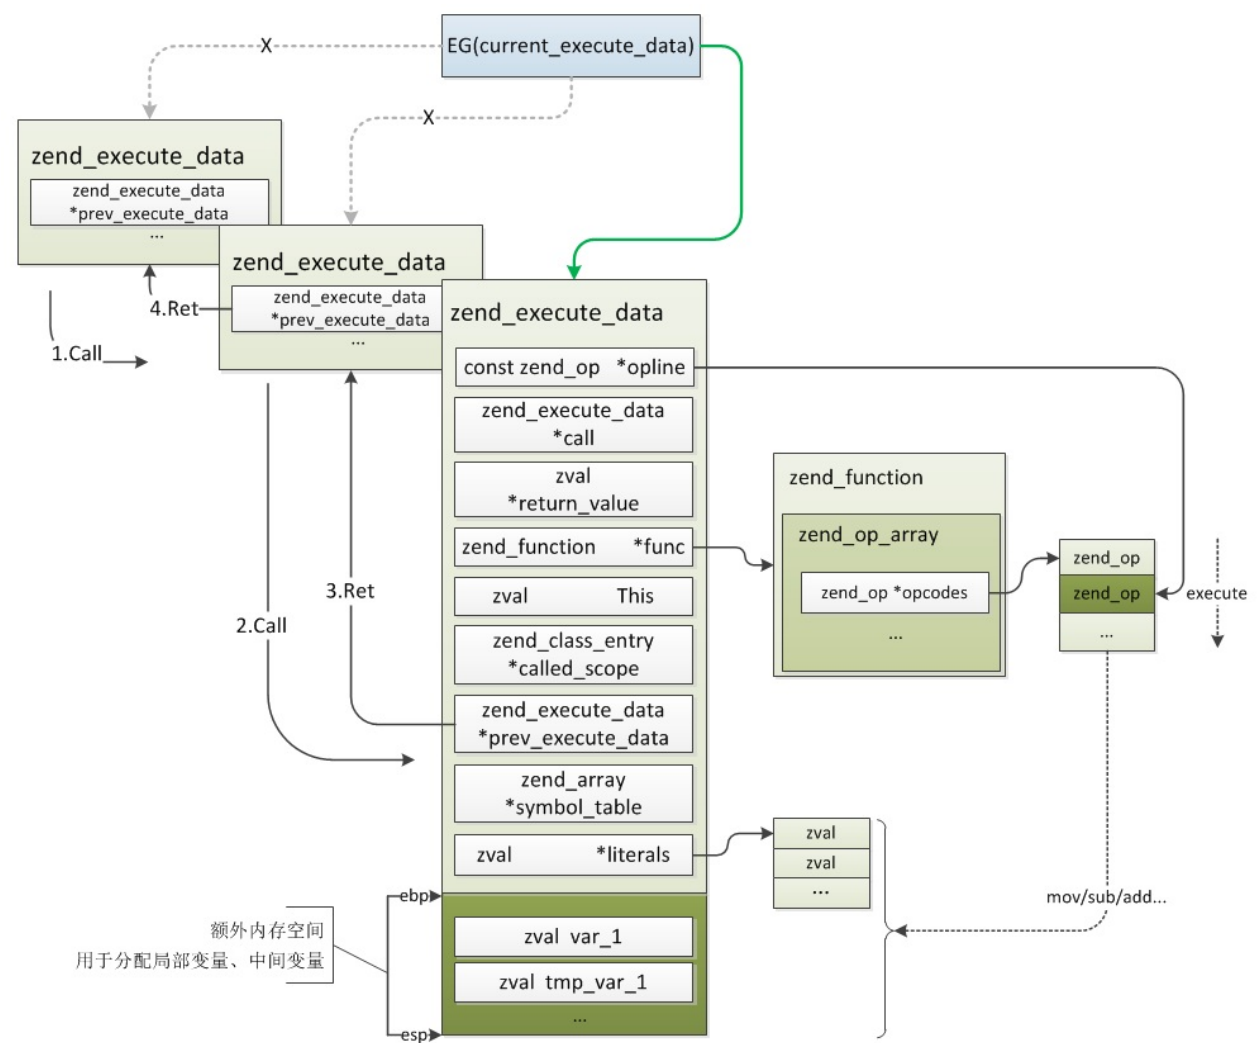 EG(current_execute_data)
X
X
zend_execute_data
zend_execute_data
*prev_execute_data
...
zend_execute_data
zend_execute_data
*prev_execute_data
...
4.Ret
1.Call
zend_execute_data
const zend_op *opline
zend_execute_data
*call
zval
*return_value
zend_function *func
zval This
zend_class_entry
*called_scope
zend_execute_data
*prev_execute_data
zend_array
*symbol_table
zval *literals
3.Ret
2.Call
zend_function
zend_op_array
zend_op *opcodes
...
zend_op
zend_op
...
execute
zval
zval
...
mov/sub/add...
ebp
额外内存空间
用于分配局部变量、中间变量
zval var_1
zval tmp_var_1
...
esp